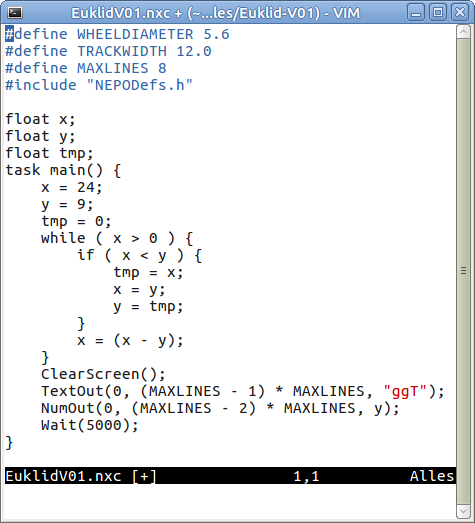 EuklidV01.nxc + (~...les/Euklid-V01) - VIM
#define WHEELDIAMETER 5.6
#define TRACKWIDTH 12.0
#define MAXLINES 8
#include "NEPODefs.h"

float x;
float y;
float tmp;
task main() {
    x = 24;
    y = 9;
    tmp = 0;
    while ( x > 0 ) {
        if ( x < y ) {
            tmp = x;
            x = y;
            y = tmp;
        }
        x = (x - y);
    }
    ClearScreen();
    TextOut(0, (MAXLINES - 1) * MAXLINES, "ggT");
    NumOut(0, (MAXLINES - 2) * MAXLINES, y);
    Wait(5000);
}
EuklidV01.nxc [+] 1,1 Alles